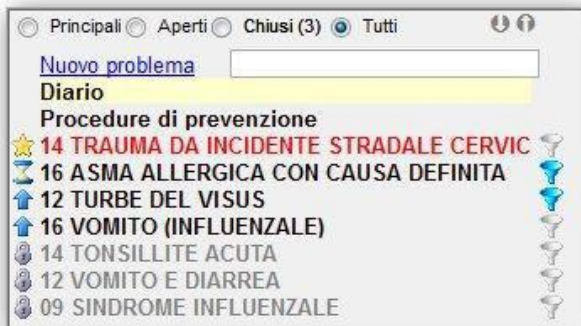 Principali Aperti Chiusi (3) Tutti
Nuovo problema
Diario
Procedure di prevenzione
14 TRAUMA DA INCIDENTE STRADALE CERVIC
16 ASMA ALLERGICA CON CAUSA DEFINITA
12 TURBE DEL VISUS
16 VOMITO (INFLUENZALE)
14 TONSILLITE ACUTA
12 VOMITO E DIARREA
09 SINDROME INFLUENZALE